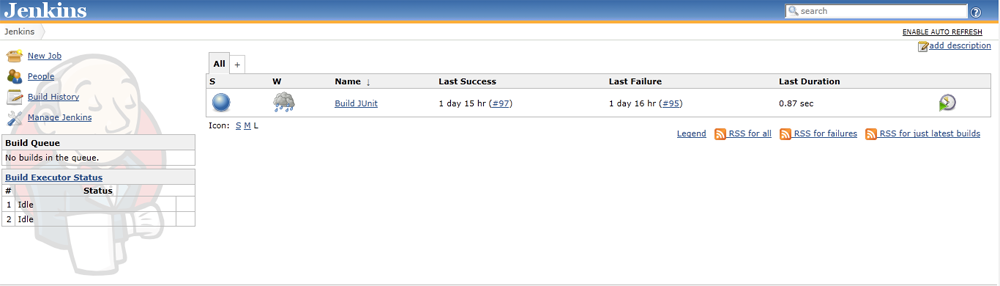 Jenkins
search
Jenkins
ENABLE AUTO REFRESH
add description
New Job
People
Build History
Manage Jenkins
Build Queue
No builds in the queue.
Build Executor Status
# Status
1 Idle
2 Idle
All +
S W Name ↓ Last Success Last Failure Last Duration
Build JUnit 1 day 15 hr (#97) 1 day 16 hr (#95) 0.87 sec
Icon: S M L
Legend RSS for all RSS for failures RSS for just latest builds